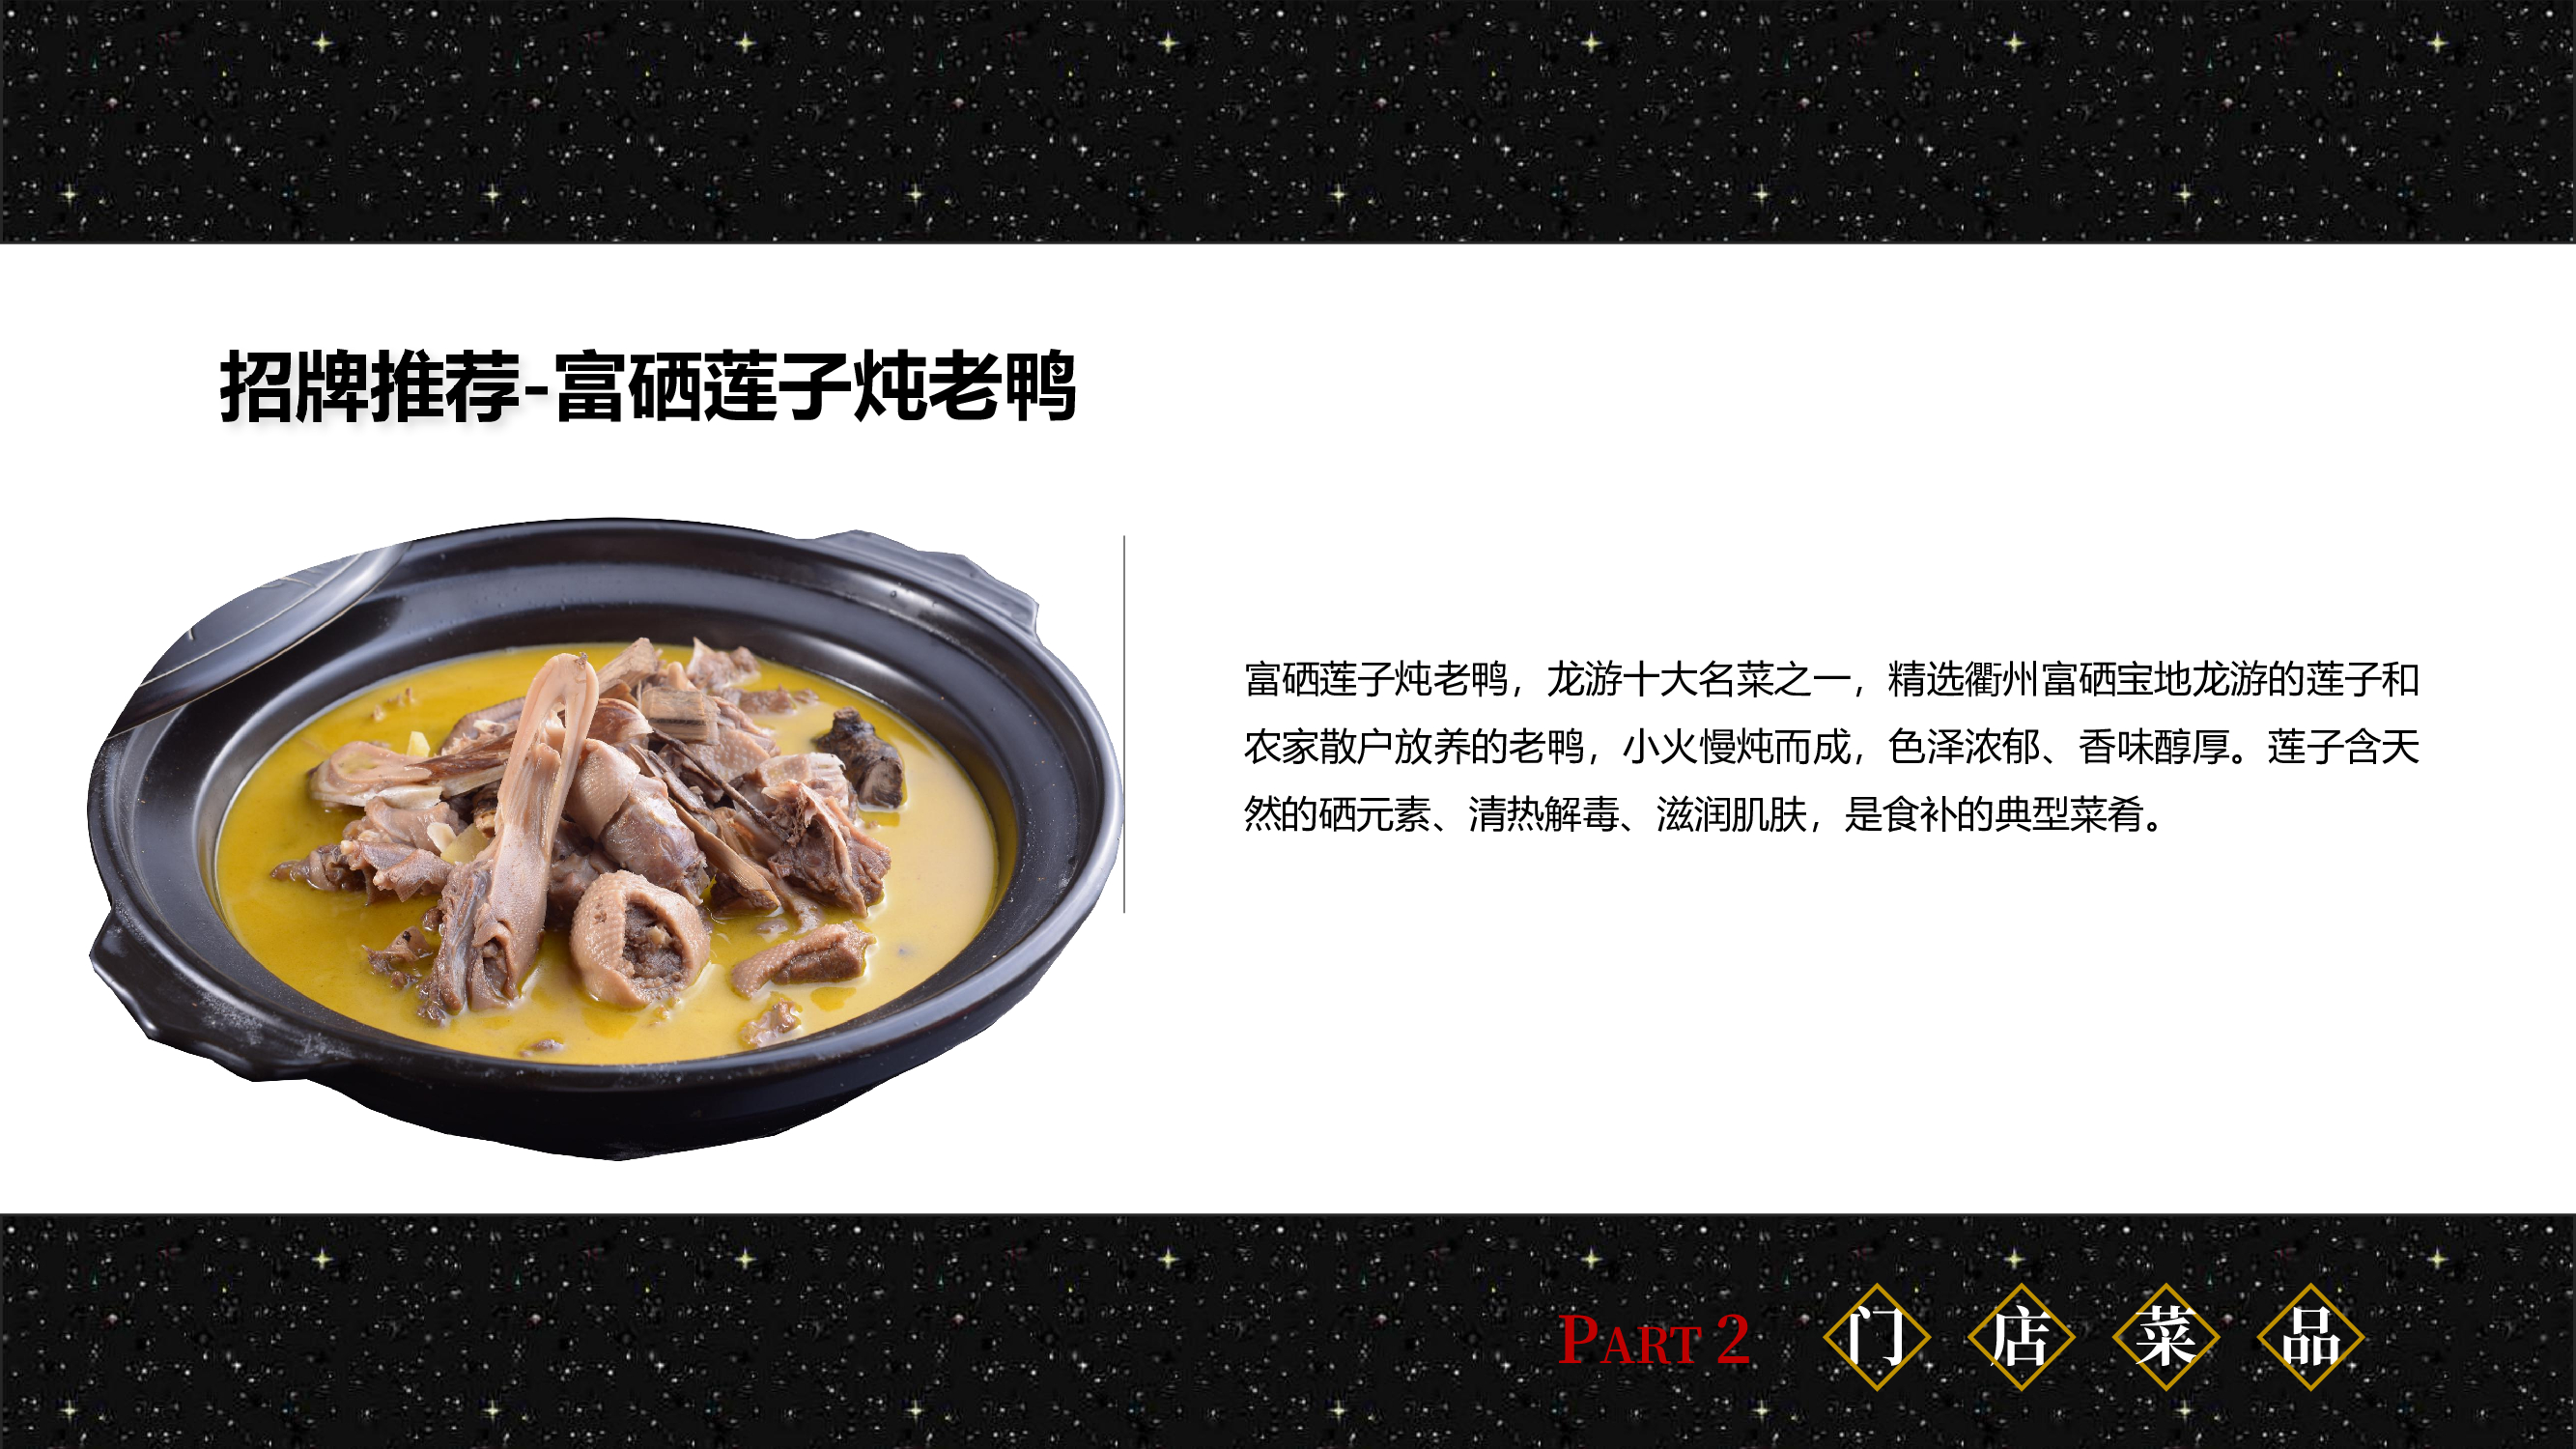 招牌推荐-富硒莲子炖老鸭
富硒莲子炖老鸭，龙游十大名菜之一，精选衢州富硒宝地龙游的莲子和
农家散户放养的老鸭，小火慢炖而成，色泽浓郁、香味醇厚。莲子含天
然的硒元素、清热解毒、滋润肌肤，是食补的典型菜肴。
PART 2 门店菜品